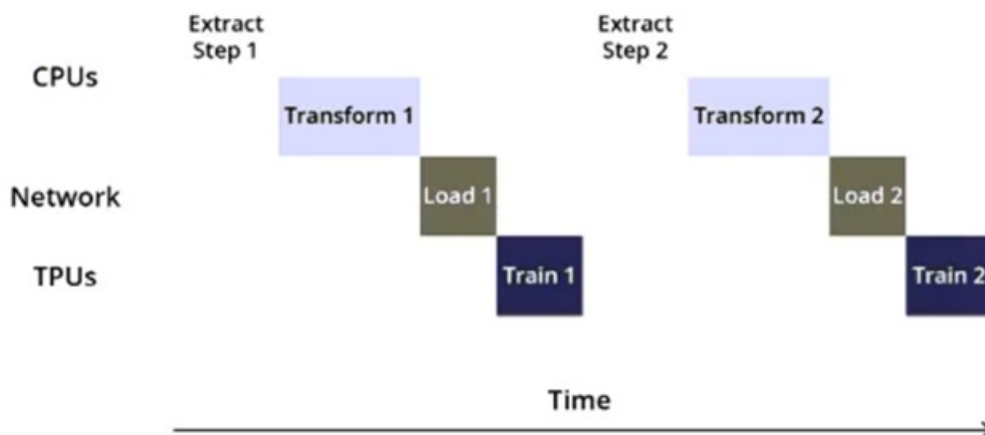 Extract
Step 1
Extract
Step 2
CPUs
Transform 1
Transform 2
Network
Load 1
Load 2
TPUs
Train 1
Train 2
Time